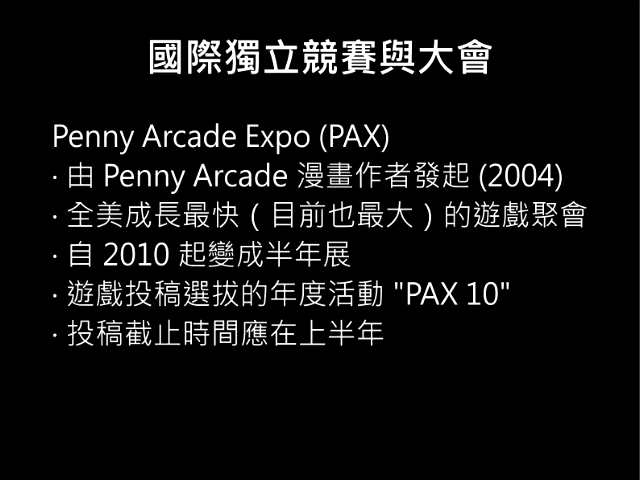 國際獨立競賽與大會
Penny Arcade Expo (PAX)
· 由 Penny Arcade 漫畫作者發起 (2004)
· 全美成長最快（目前也最大）的遊戲聚會
· 自 2010 起變成半年展
· 遊戲投稿選拔的年度活動 "PAX 10"
· 投稿截止時間應在上半年